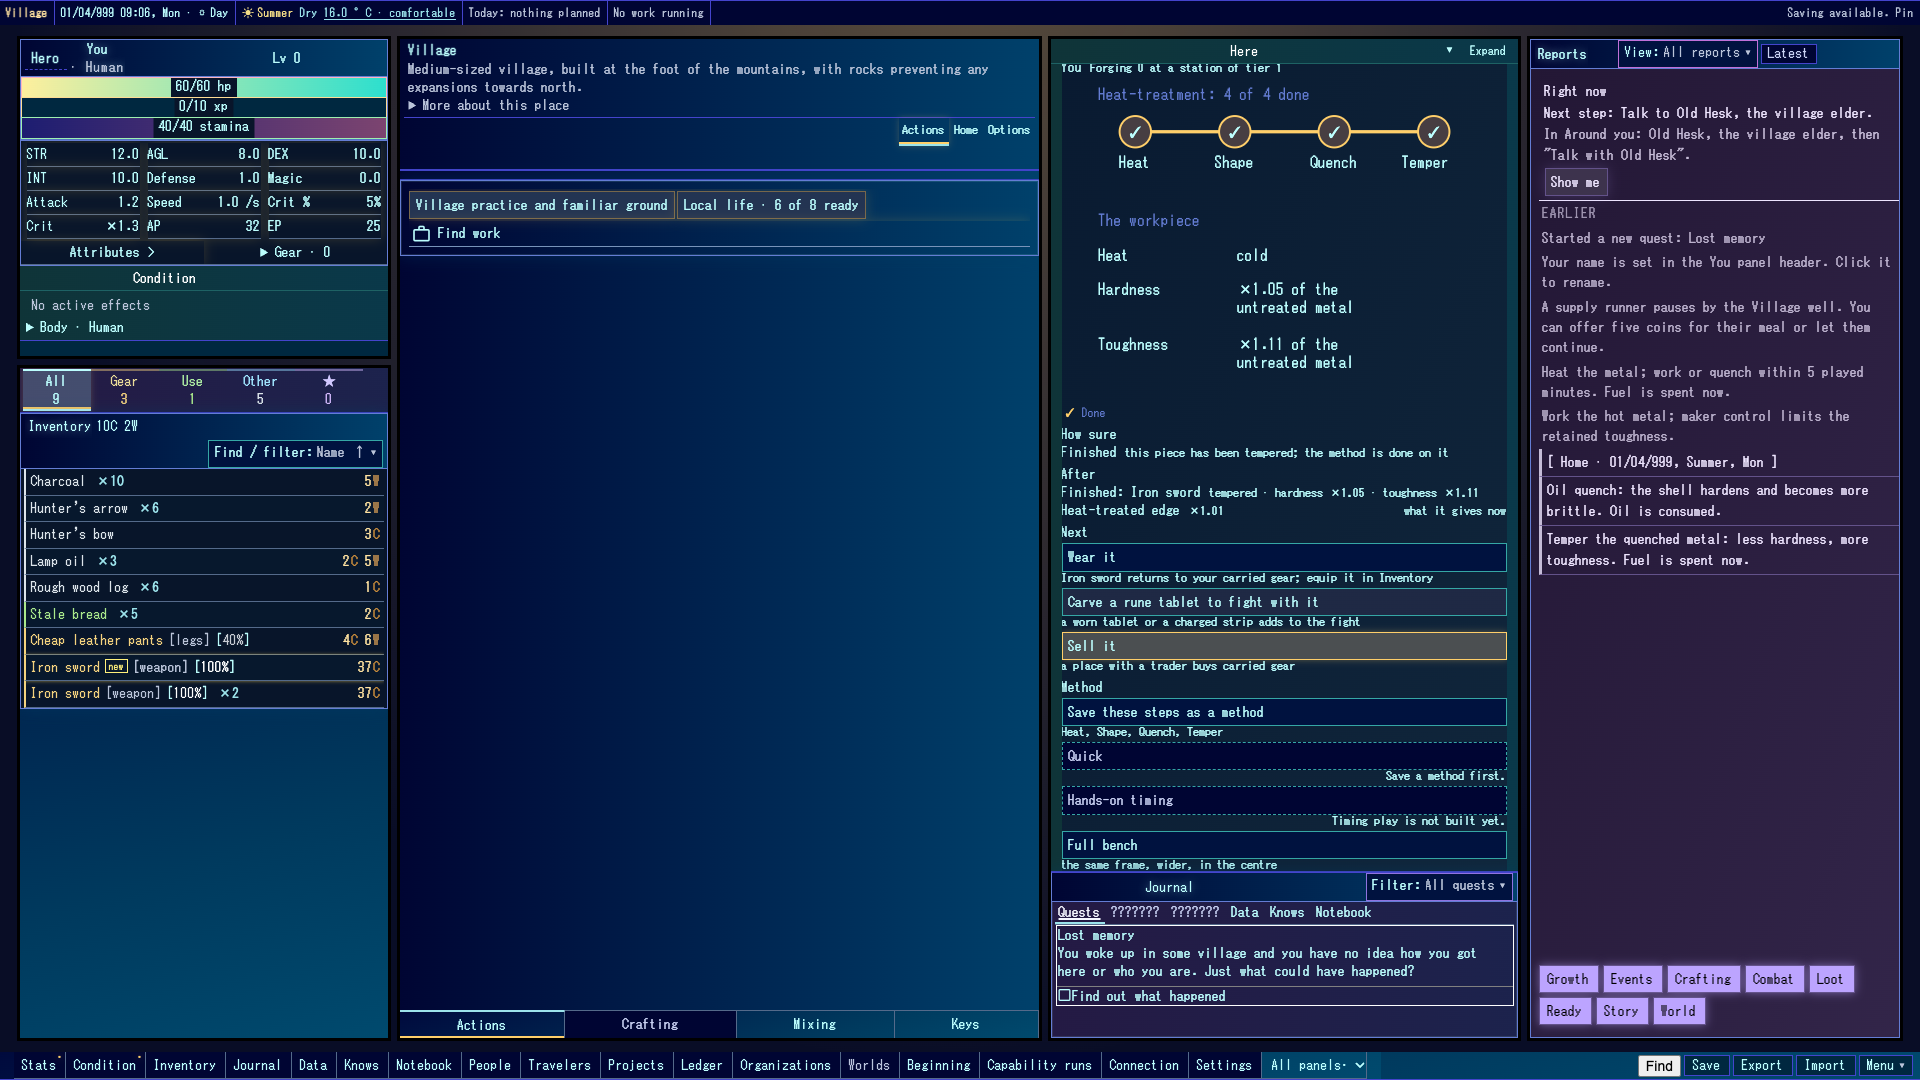 Village 01/04/999 09:06, Mon · ¤ Day ☀ Summer Dry 16.0 ° C · comfortable Today: nothing planned No work running Saving available. Pin
Hero You Lv 0
Human
60/60 hp
0/10 xp
40/40 stamina
STR 12.0 AGL 8.0 DEX 10.0
INT 10.0 Defense 1.0 Magic 0.0
Attack 1.2 Speed 1.0 /s Crit % 5%
Crit ×1.3 AP 32 EP 25
Attributes > ▶ Gear · 0
Condition
No active effects
▶ Body · Human
All Gear Use Other ★
9 3 1 5 0
Inventory 10C 2W
Find / filter: Name ↑ ▾
Charcoal ×10 5W
Hunter's arrow ×6 2W
Hunter's bow 3C
Lamp oil ×3 2C 5W
Rough wood log ×6 1C
Stale bread ×5 2C
Cheap leather pants [legs] [40%] 4C 6W
Iron sword new [weapon] [100%] 37C
Iron sword [weapon] [100%] ×2 37C
Village
Medium-sized village, built at the foot of the mountains, with rocks preventing any
expansions towards north.
▶ More about this place
Actions Home Options
Village practice and familiar ground Local life · 6 of 8 ready
Find work
Actions Crafting Mixing Keys
Here ▾ Expand
You Forging 0 at a station of tier 1
Heat-treatment: 4 of 4 done
✓ ✓ ✓ ✓
Heat Shape Quench Temper
The workpiece
Heat cold
Hardness ×1.05 of the
untreated metal
Toughness ×1.11 of the
untreated metal
✓ Done
How sure
Finished this piece has been tempered; the method is done on it
After
Finished: Iron sword tempered · hardness ×1.05 · toughness ×1.11
Heat-treated edge ×1.01 what it gives now
Next
Wear it
Iron sword returns to your carried gear; equip it in Inventory
Carve a rune tablet to fight with it
a worn tablet or a charged strip adds to the fight
Sell it
a place with a trader buys carried gear
Method
Save these steps as a method
Heat, Shape, Quench, Temper
Quick
Save a method first.
Hands-on timing
Timing play is not built yet.
Full bench
the same frame, wider, in the centre
Journal Filter: All quests ▾
Quests ??????? ??????? Data Knows Notebook
Lost memory
You woke up in some village and you have no idea how you got
here or who you are. Just what could have happened?
☐Find out what happened
Reports View: All reports ▾ Latest
Right now
Next step: Talk to Old Hesk, the village elder.
In Around you: Old Hesk, the village elder, then
"Talk with Old Hesk".
Show me
EARLIER
Started a new quest: Lost memory
Your name is set in the You panel header. Click it
to rename.
A supply runner pauses by the Village well. You
can offer five coins for their meal or let them
continue.
Heat the metal; work or quench within 5 played
minutes. Fuel is spent now.
Work the hot metal; maker control limits the
retained toughness.
[ Home · 01/04/999, Summer, Mon ]
Oil quench: the shell hardens and becomes more
brittle. Oil is consumed.
Temper the quenched metal: less hardness, more
toughness. Fuel is spent now.
Growth Events Crafting Combat Loot
Ready Story World
Stats Condition Inventory Journal Data Knows Notebook People Travelers Projects Ledger Organizations Worlds Beginning Capability runs Connection Settings All panels· Find Save Export Import Menu ▾